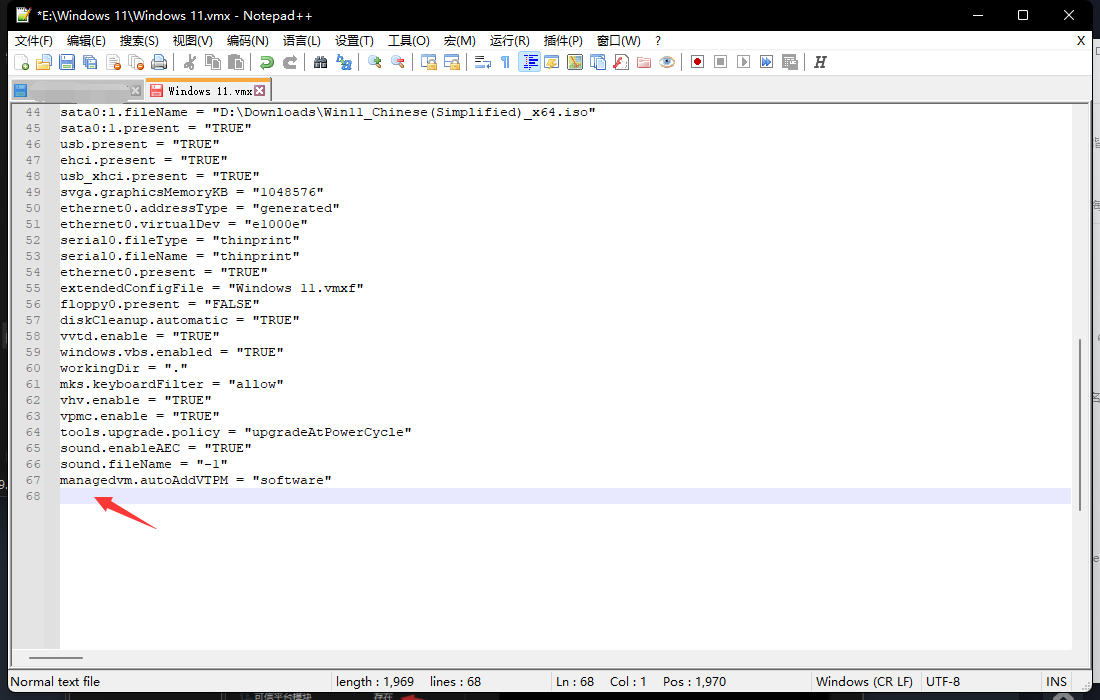 *E:\Windows 11\Windows 11.vmx - Notepad++
文件(F) 编辑(E) 搜索(S) 视图(V) 编码(N) 语言(L) 设置(T) 工具(O) 宏(M) 运行(R) 插件(P) 窗口(W) ? X
Windows 11.vmx
44 sata0:1.fileName = "D:\Downloads\Win11_Chinese(Simplified)_x64.iso"
45 sata0:1.present = "TRUE"
46 usb.present = "TRUE"
47 ehci.present = "TRUE"
48 usb_xhci.present = "TRUE"
49 svga.graphicsMemoryKB = "1048576"
50 ethernet0.addressType = "generated"
51 ethernet0.virtualDev = "e1000e"
52 serial0.fileType = "thinprint"
53 serial0.fileName = "thinprint"
54 ethernet0.present = "TRUE"
55 extendedConfigFile = "Windows 11.vmxf"
56 floppy0.present = "FALSE"
57 diskCleanup.automatic = "TRUE"
58 vvtd.enable = "TRUE"
59 windows.vbs.enabled = "TRUE"
60 workingDir = "."
61 mks.keyboardFilter = "allow"
62 vhv.enable = "TRUE"
63 vpmc.enable = "TRUE"
64 tools.upgrade.policy = "upgradeAtPowerCycle"
65 sound.enableAEC = "TRUE"
66 sound.fileName = "-1"
67 managedvm.autoAddVTPM = "software"
68
Normal text file length : 1,969 lines : 68 Ln : 68 Col : 1 Pos : 1,970 Windows (CR LF) UTF-8 INS